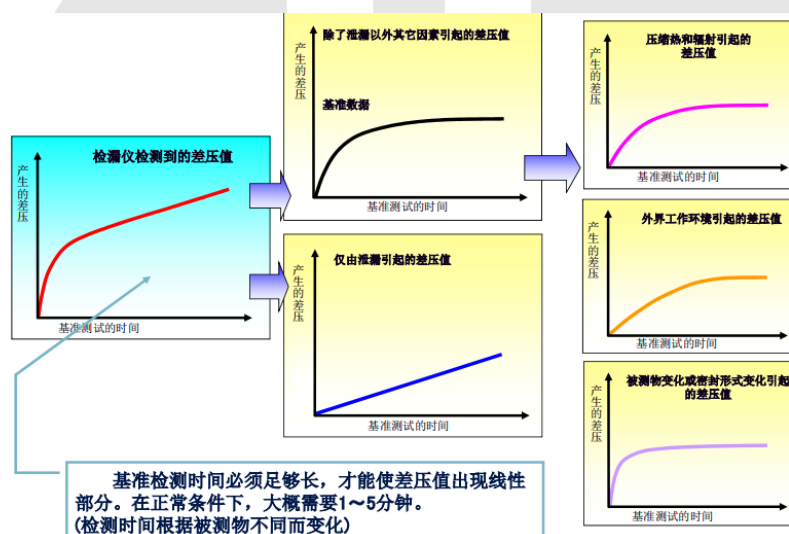 除了泄漏以外其它因素引起的差压值
产生的差压
基准数据
基准测试的时间
压缩热和辐射引起的
差压值
产生的差压
基准测试的时间
检漏仪检测到的差压值
产生的差压
基准测试的时间
外界工作环境引起的差压值
产生的差压
基准测试的时间
仅由泄漏引起的差压值
产生的差压
基准测试的时间
被测物变化或密封形式变化引起
的差压值
产生的差压
基准测试的时间
基准检测时间必须足够长，才能使差压值出现线性
部分。在正常条件下，大概需要1～5分钟。
(检测时间根据被测物不同而变化)